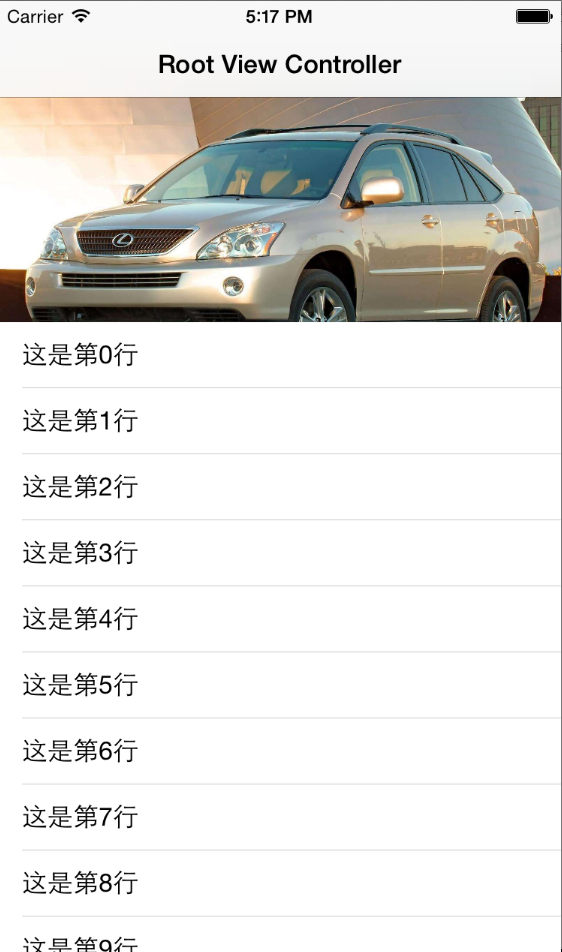 Carrier 5:17 PM
Root View Controller
这是第0行
这是第1行
这是第2行
这是第3行
这是第4行
这是第5行
这是第6行
这是第7行
这是第8行
这是第9行